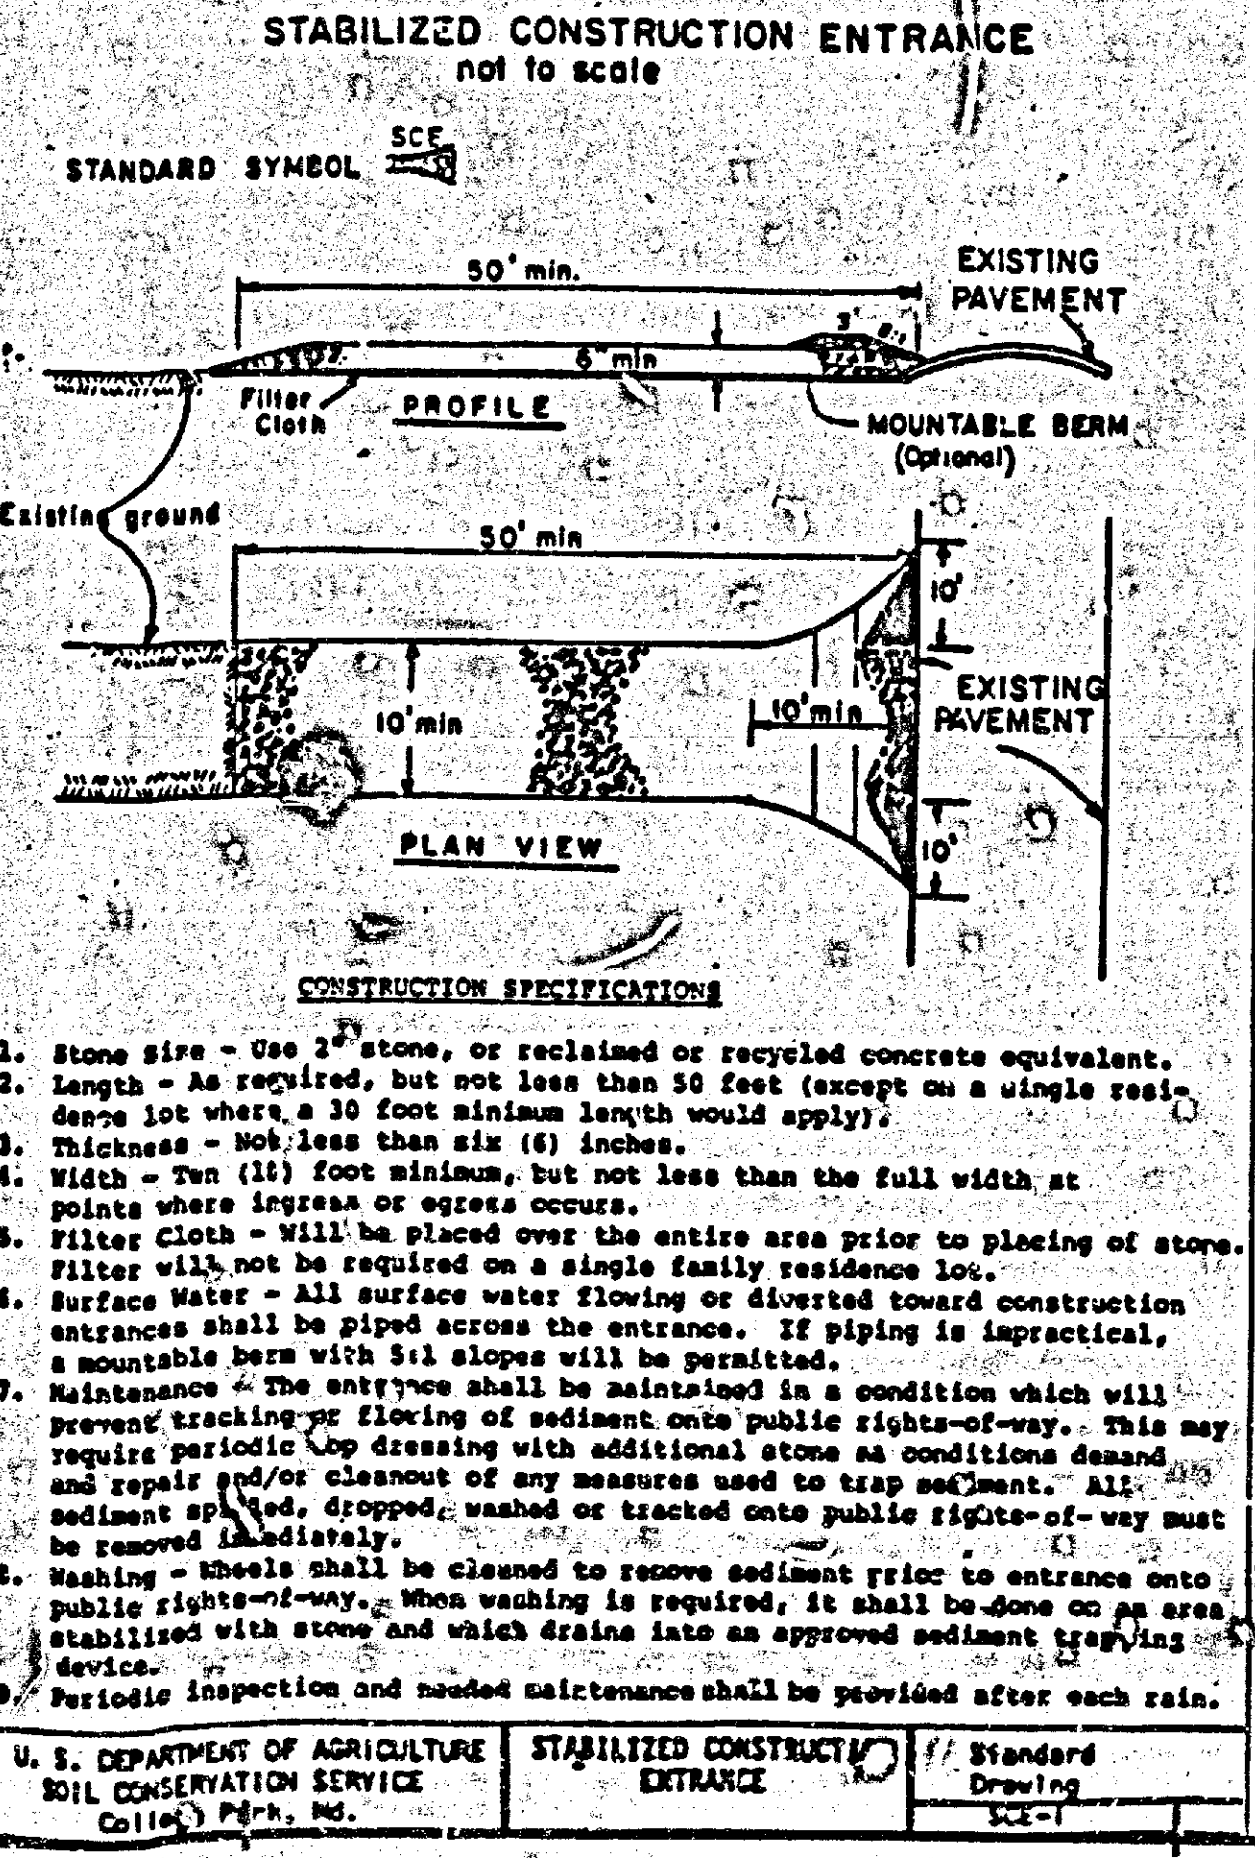 STABILIZED CONSTRUCTION ENTRANCE
not to scale
STANDARD SYMBOL
SCE
50' min.
EXISTING
PAVEMENT
3'
6" min
Filter
Cloth
PROFILE
MOUNTABLE BERM
(Optional)
Existing ground
50' min
10'
10' min
10' min
EXISTING
PAVEMENT
10'
PLAN VIEW
CONSTRUCTION SPECIFICATIONS
1. Stone size - Use 2" stone, or reclaimed or recycled concrete equivalent.
2. Length - As required, but not less than 50 feet (except on a single resi-
dence lot where a 30 foot minimum length would apply).
3. Thickness - Not less than six (6) inches.
4. Width - Ten (10) foot minimum, but not less than the full width at
points where ingress or egress occurs.
5. Filter Cloth - Will be placed over the entire area prior to placing of stone.
Filter will not be required on a single family residence lot.
6. Surface Water - All surface water flowing or diverted toward construction
entrances shall be piped across the entrance. If piping is impractical,
a mountable berm with 5:1 slopes will be permitted.
7. Maintenance - The entrance shall be maintained in a condition which will
prevent tracking or flowing of sediment onto public rights-of-way. This may
require periodic top dressing with additional stone as conditions demand
and repair and/or cleanout of any measures used to trap sediment. All
sediment spilled, dropped, washed or tracked onto public rights-of-way must
be removed immediately.
8. Washing - Wheels shall be cleaned to remove sediment prior to entrance onto
public rights-of-way. When washing is required, it shall be done on an area
stabilized with stone and which drains into an approved sediment trapping
device.
9. Periodic inspection and needed maintenance shall be provided after each rain.
U. S. DEPARTMENT OF AGRICULTURE
SOIL CONSERVATION SERVICE
College Park, Md.
STABILIZED CONSTRUCTION
ENTRANCE
Standard
Drawing
SCE-1